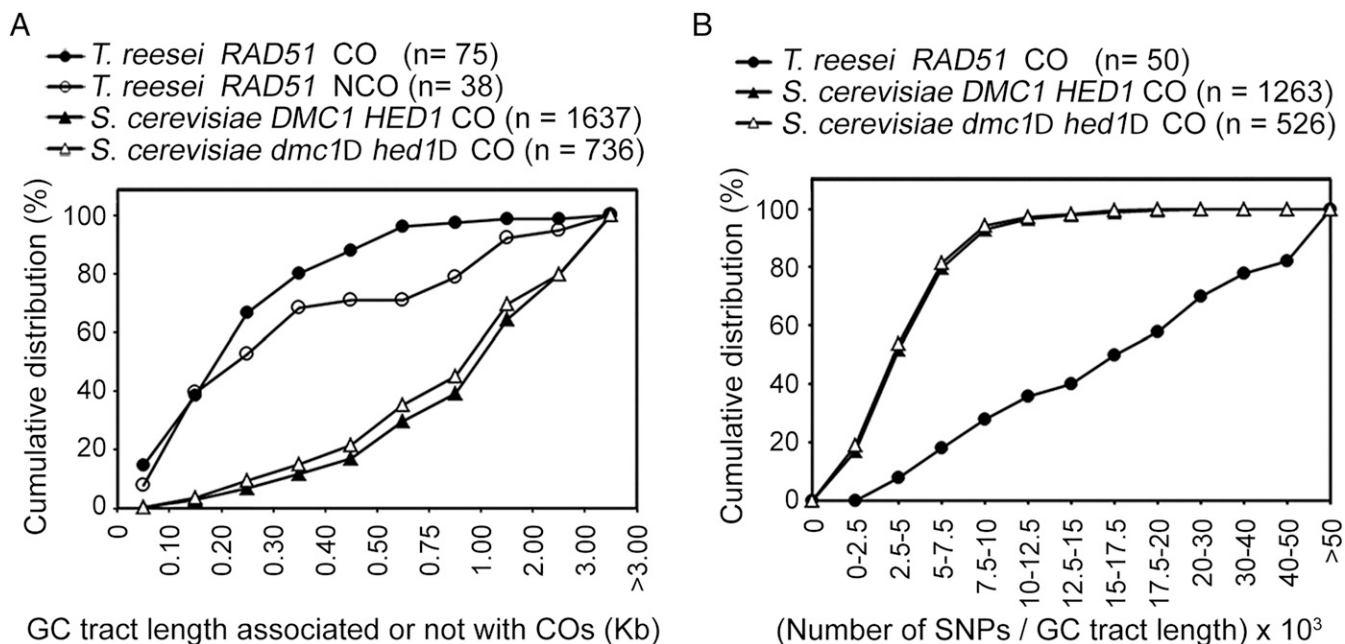 A
T. reesei RAD51 CO (n= 75)
T. reesei RAD51 NCO (n= 38)
S. cerevisiae DMC1 HED1 CO (n = 1637)
S. cerevisiae dmc1D hed1D CO (n = 736)
Cumulative distribution (%)
100
80
60
40
20
0
0
0.10
0.20
0.30
0.40
0.50
0.75
1.00
2.00
3.00
>3.00
GC tract length associated or not with COs (Kb)
B
T. reesei RAD51 CO (n= 50)
S. cerevisiae DMC1 HED1 CO (n = 1263)
S. cerevisiae dmc1D hed1D CO (n = 526)
Cumulative distribution (%)
100
80
60
40
20
0
0
0-2.5
2.5-5
5-7.5
7.5-10
10-12.5
12.5-15
15-17.5
17.5-20
20-30
30-40
40-50
>50
(Number of SNPs / GC tract length) x 10³